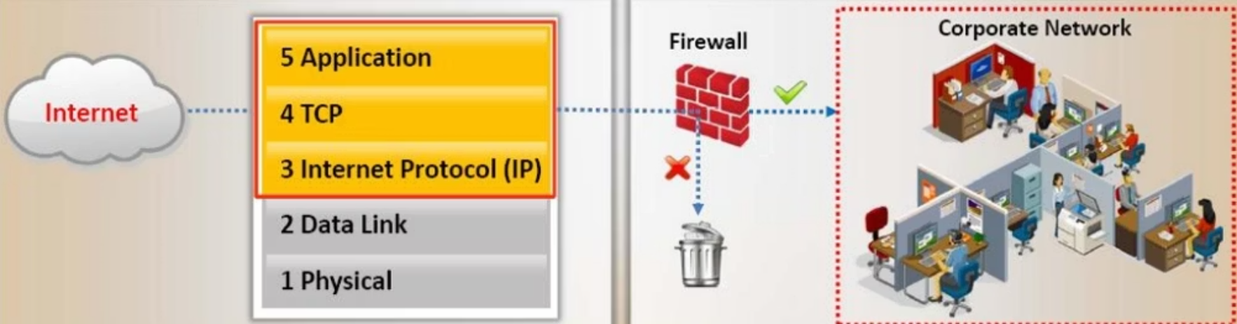 Internet
5 Application
4 TCP
3 Internet Protocol (IP)
2 Data Link
1 Physical
Firewall
Corporate Network